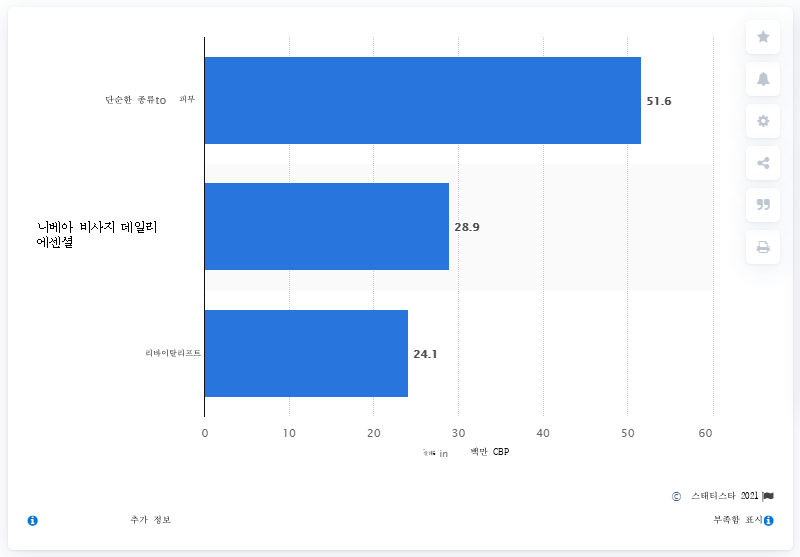 단순한 종류to 피부
51.6
니베아 비사지 데일리
에센셜
28.9
리바이탈리프트
24.1
0 10 20 30 40 50 60
in 백만 CBP
© 스태티스타 2021
추가 정보
부족함 표시